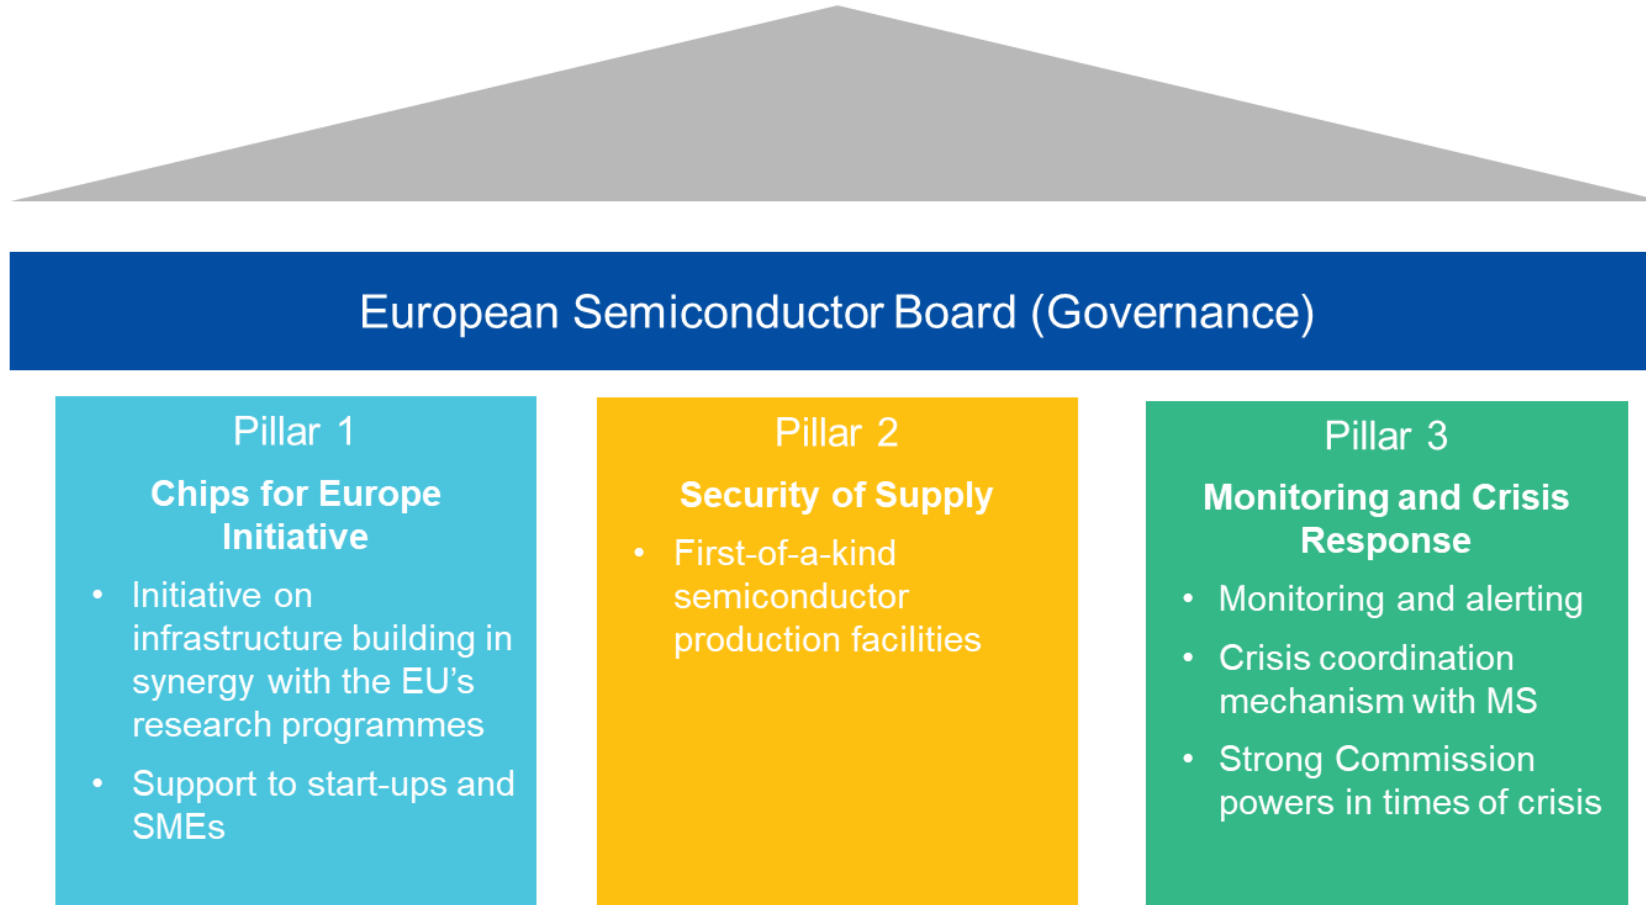 European Semiconductor Board (Governance)
Pillar 1
Chips for Europe
Initiative
• Initiative on
infrastructure building in
synergy with the EU’s
research programmes
• Support to start-ups and
SMEs
Pillar 2
Security of Supply
• First-of-a-kind
semiconductor
production facilities
Pillar 3
Monitoring and Crisis
Response
• Monitoring and alerting
• Crisis coordination
mechanism with MS
• Strong Commission
powers in times of crisis